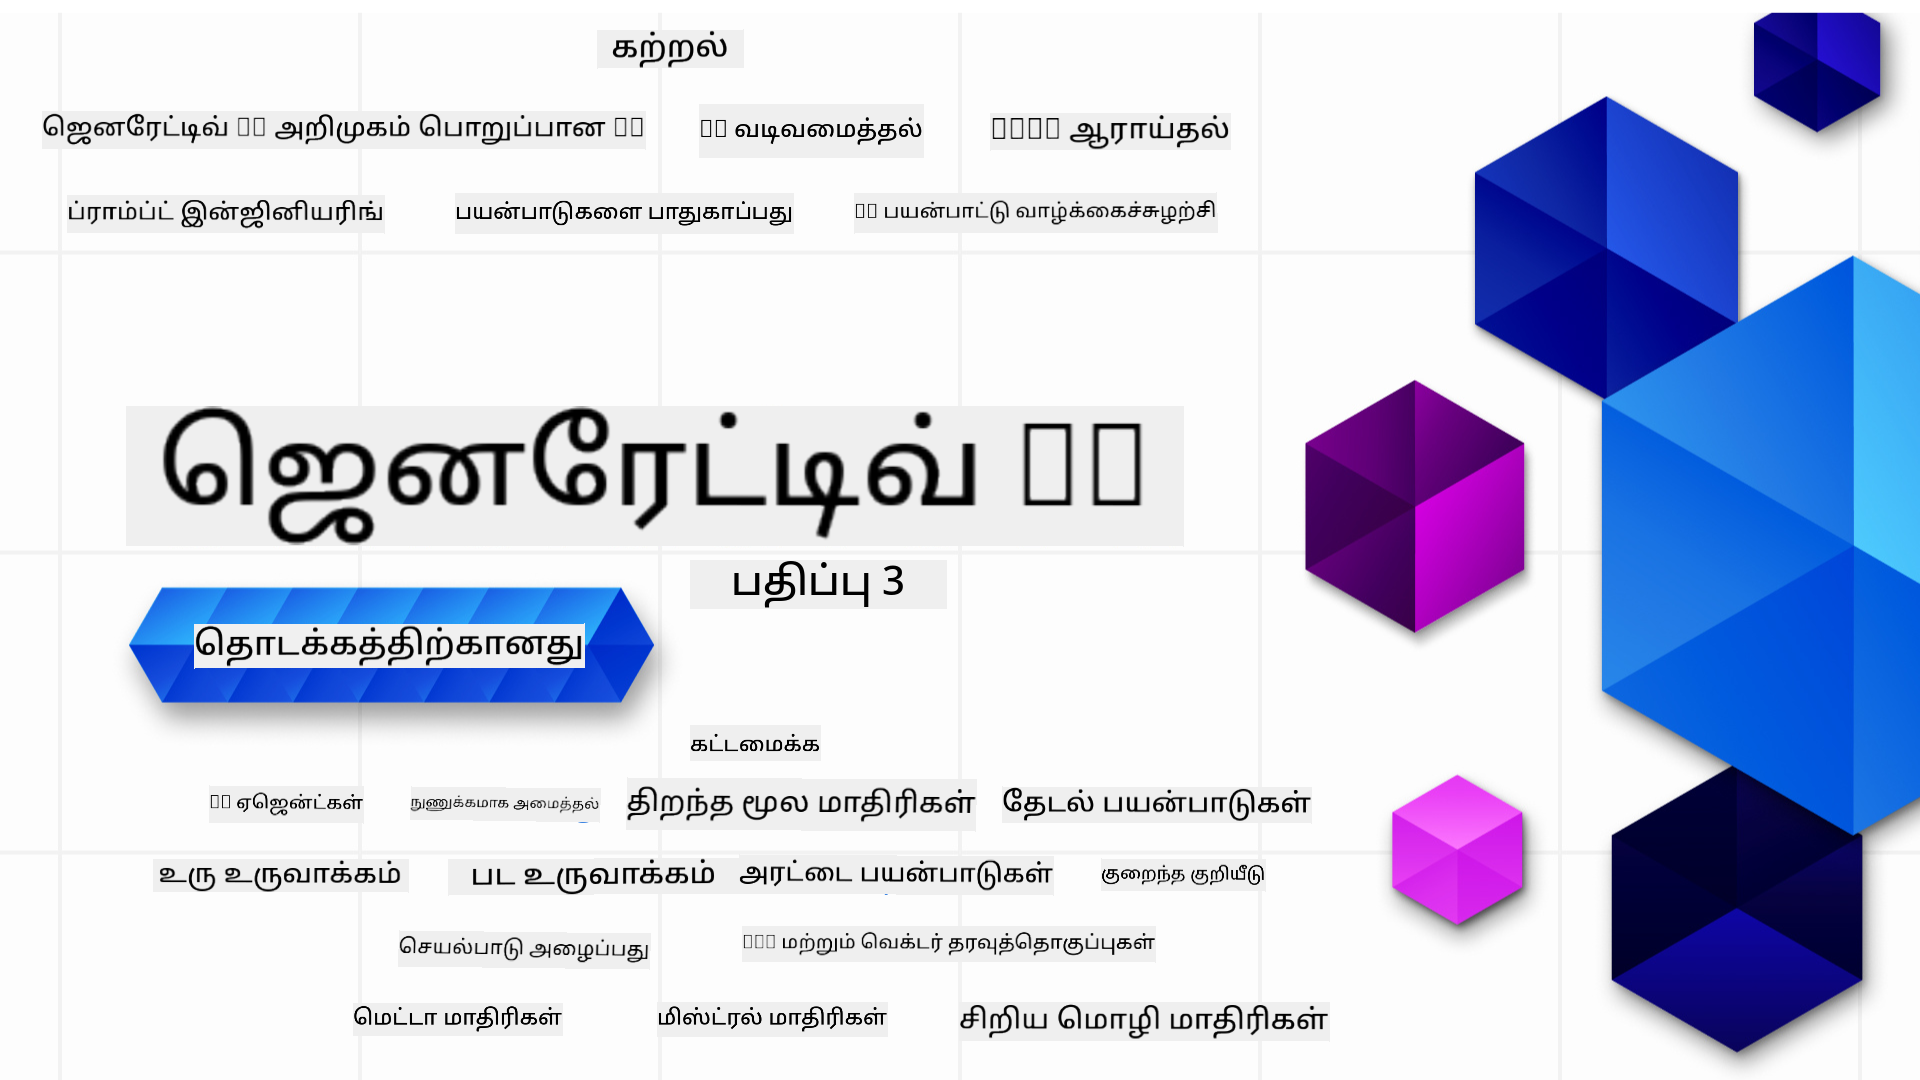 கற்றல்
ஜெனரேட்டிவ் அறிமுகம் பொறுப்பான
வடிவமைத்தல்
ஆராய்தல்
ப்ராம்ப்ட் இன்ஜினியரிங்
பயன்பாடுகளை பாதுகாப்பது
பயன்பாட்டு வாழ்க்கைச்சுழற்சி
ஜெனரேட்டிவ்
பதிப்பு 3
தொடக்கத்திற்கானது
கட்டமைக்க
ஏஜென்ட்கள்
நுணுக்கமாக அமைத்தல்
திறந்த மூல மாதிரிகள்
தேடல் பயன்பாடுகள்
உரு உருவாக்கம்
பட உருவாக்கம்
அரட்டை பயன்பாடுகள்
குறைந்த குறியீடு
செயல்பாடு அழைப்பது
மற்றும் வெக்டர் தரவுத்தொகுப்புகள்
மெட்டா மாதிரிகள்
மிஸ்ட்ரல் மாதிரிகள்
சிறிய மொழி மாதிரிகள்